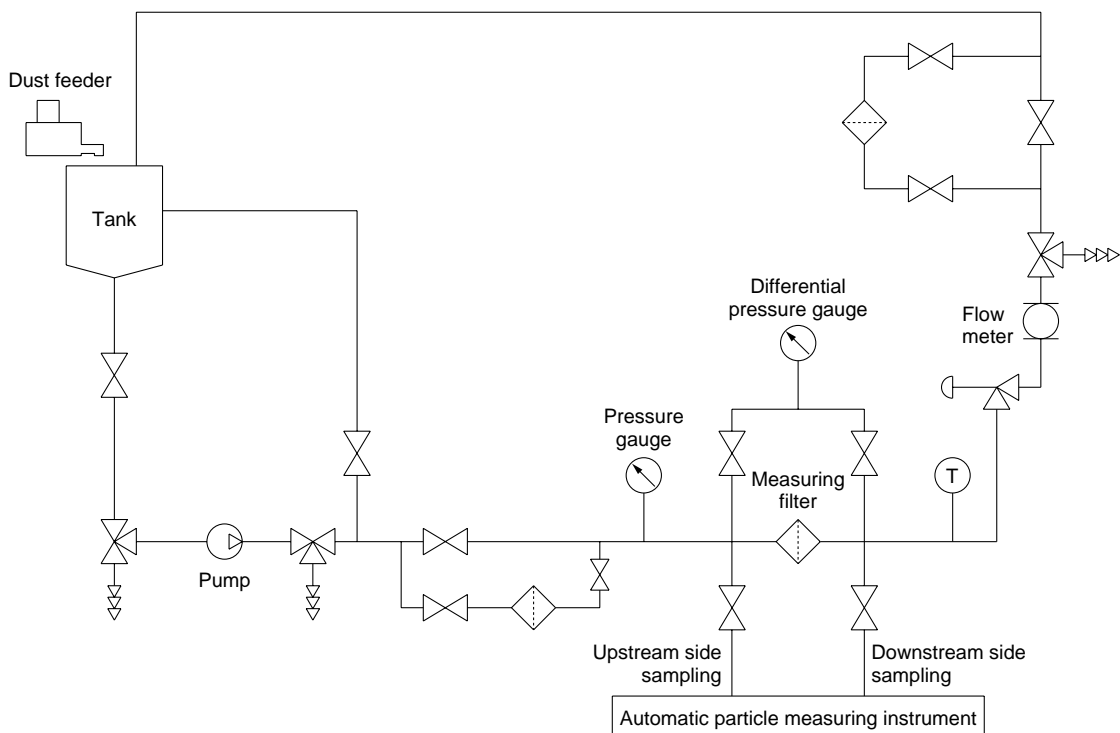 Dust feeder
Tank
Differential
pressure gauge
Flow
meter
Pressure
gauge
Measuring
filter
T
Pump
Upstream side
sampling
Downstream side
sampling
Automatic particle measuring instrument